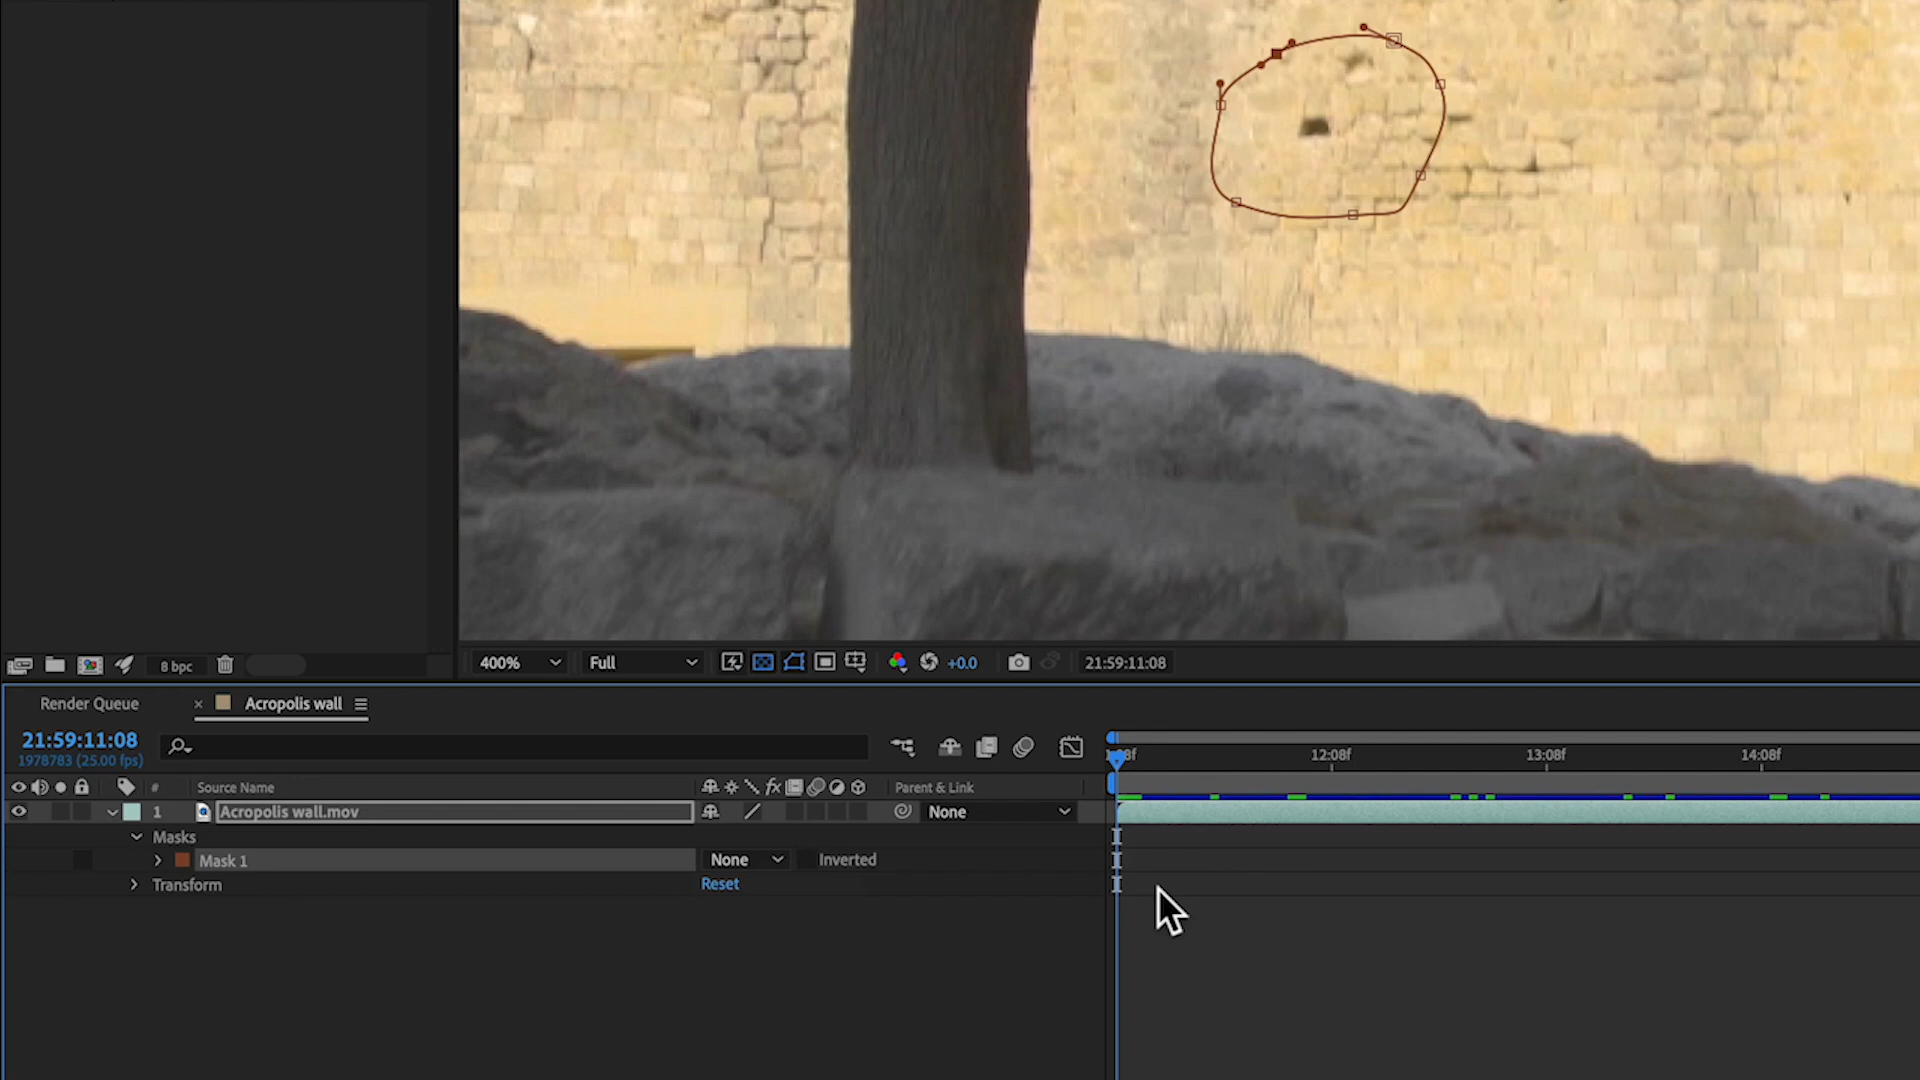 8 bpc
400% Full +0.0 21:59:11:08
Render Queue × Acropolis wall
21:59:11:08
1978783 (25.00 fps)
12:08f 13:08f 14:08f
# Source Name fx Parent & Link
1 Acropolis wall.mov None
Masks
Mask 1 None Inverted
Transform Reset